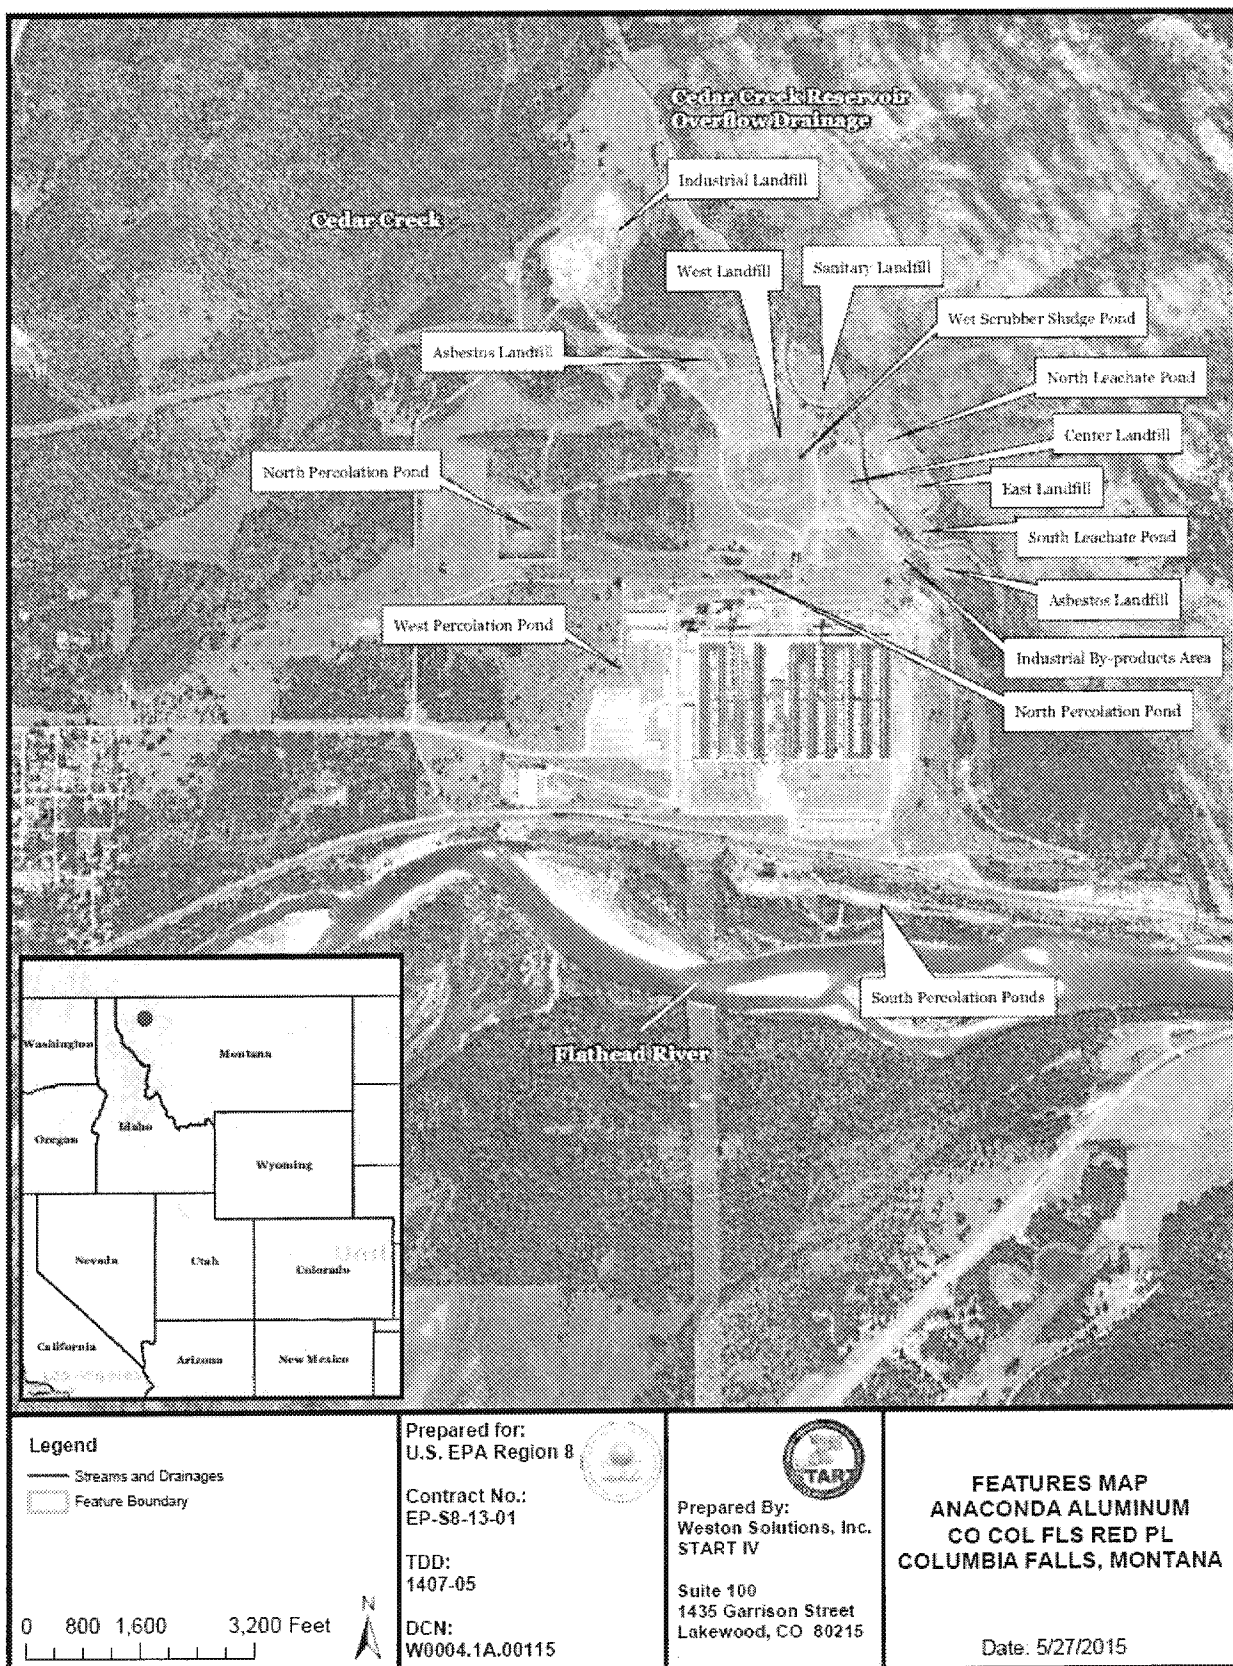 Cedar Creek Reservoir
Overflow Drainage
Industrial Landfill
Cedar Creek
West Landfill
Sanitary Landfill
Wet Scrubber Sludge Pond
Asbestos Landfill
North Leachate Pond
Center Landfill
North Percolation Pond
East Landfill
South Leachate Pond
Asbestos Landfill
West Percolation Pond
Industrial By-products Area
North Percolation Pond
South Percolation Ponds
Flathead River
Washington
Montana
Oregon
Idaho
Wyoming
Nevada
Utah
Colorado
California
Arizona
New Mexico
Legend
Streams and Drainages
Feature Boundary
0 800 1,600 3,200 Feet
N
Prepared for:
U.S. EPA Region 8
Contract No.:
EP-S8-13-01
TDD:
1407-05
DCN:
W0004.1A.00115
START
Prepared By:
Weston Solutions, Inc.
START IV
Suite 100
1435 Garrison Street
Lakewood, CO 80215
FEATURES MAP
ANACONDA ALUMINUM
CO COL FLS RED PL
COLUMBIA FALLS, MONTANA
Date: 5/27/2015